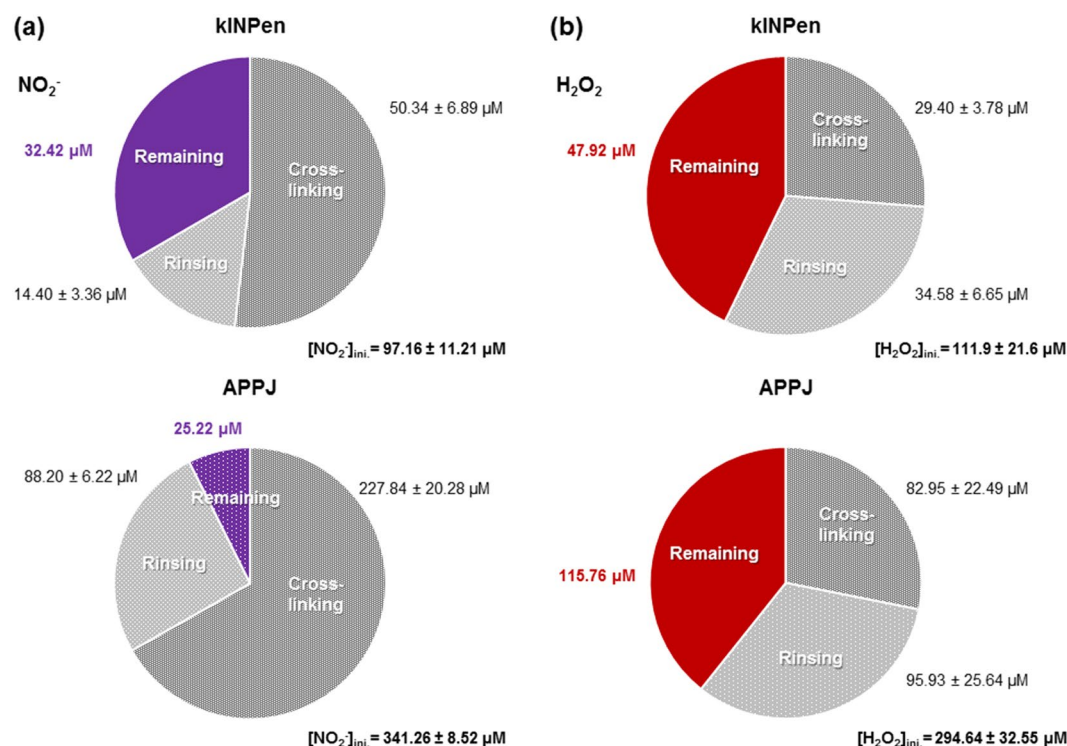 (a)
kINPen
NO₂⁻
50.34 ± 6.89 µM
32.42 µM
Remaining
Cross-
linking
Rinsing
14.40 ± 3.36 µM
[NO₂⁻]ini. = 97.16 ± 11.21 µM
APPJ
25.22 µM
88.20 ± 6.22 µM
Remaining
227.84 ± 20.28 µM
Rinsing
Cross-
linking
[NO₂⁻]ini. = 341.26 ± 8.52 µM
(b)
kINPen
H₂O₂
29.40 ± 3.78 µM
Cross-
linking
47.92 µM
Remaining
Rinsing
34.58 ± 6.65 µM
[H₂O₂]ini. = 111.9 ± 21.6 µM
APPJ
82.95 ± 22.49 µM
Cross-
linking
Remaining
115.76 µM
Rinsing
95.93 ± 25.64 µM
[H₂O₂]ini. = 294.64 ± 32.55 µM